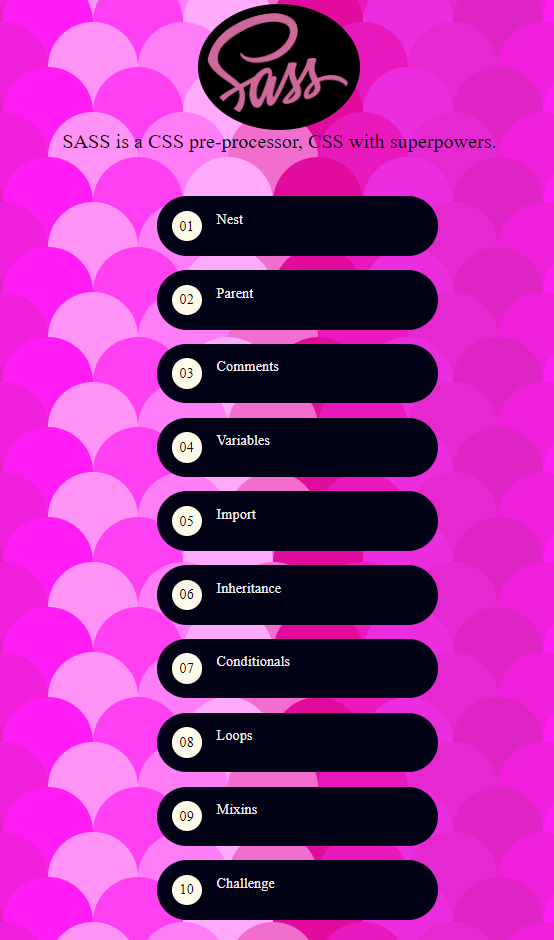 Sass
SASS is a CSS pre-processor, CSS with superpowers.
01 Nest
02 Parent
03 Comments
04 Variables
05 Import
06 Inheritance
07 Conditionals
08 Loops
09 Mixins
10 Challenge